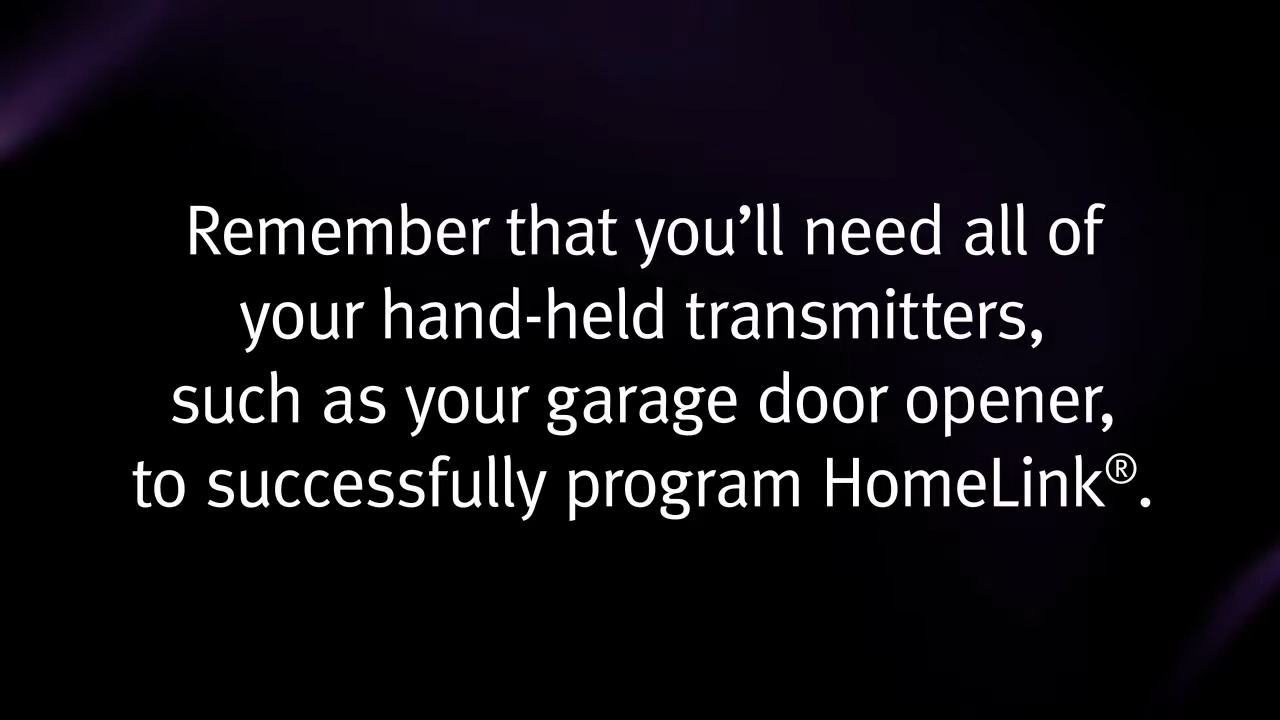 Remember that you’ll need all of
your hand-held transmitters,
such as your garage door opener,
to successfully program HomeLink®.